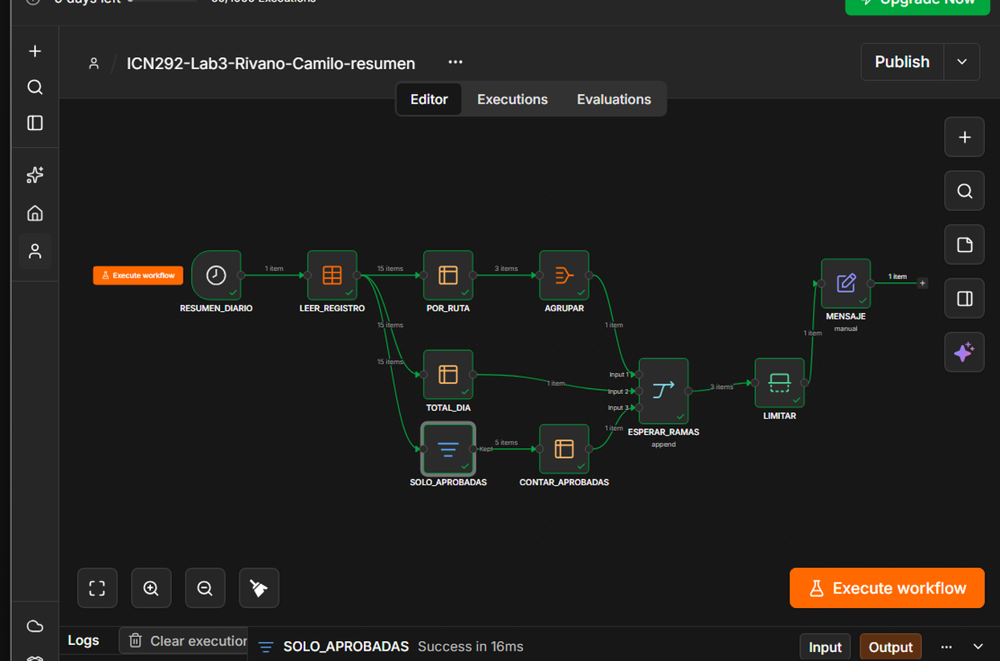 ICN292-Lab3-Rivano-Camilo-resumen
Publish
Editor
Executions
Evaluations
Execute workflow
1 item
15 items
3 items
RESUMEN_DIARIO
LEER_REGISTRO
POR_RUTA
AGRUPAR
1 item
MENSAJE
manual
15 items
1 item
1 item
15 items
Input 1
1 item
Input 2
3 items
Input 3
TOTAL_DIA
LIMITAR
1 item
ESPERAR_RAMAS
append
Kept
5 items
SOLO_APROBADAS
CONTAR_APROBADAS
Execute workflow
Logs
Clear execution
SOLO_APROBADAS Success in 16ms
Input
Output